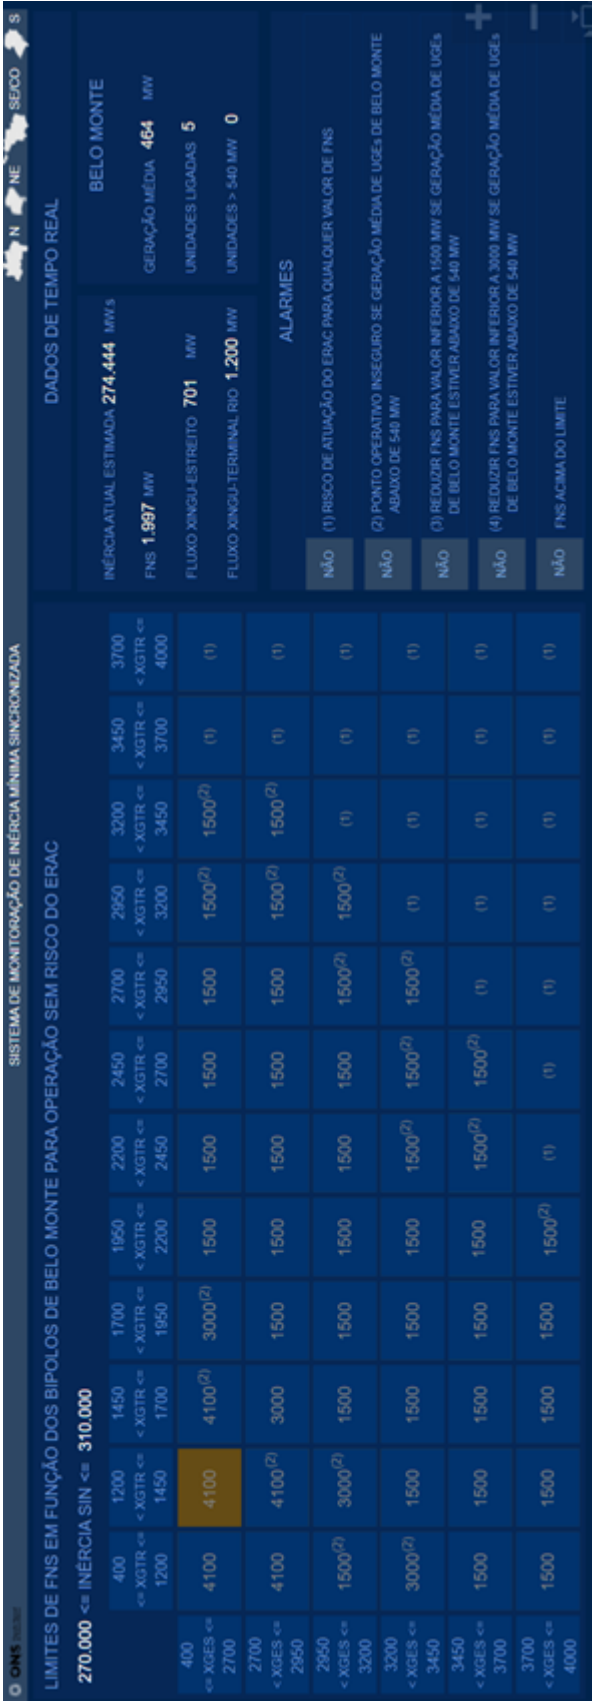 ONS
SISTEMA DE MONITORAÇÃO DE INÉRCIA MÍNIMA SINCRONIZADA
N NE SE/CO S
LIMITES DE FNS EM FUNÇÃO DOS BIPOLOS DE BELO MONTE PARA OPERAÇÃO SEM RISCO DO ERAC
270.000 <= INÉRCIA SIN <= 310.000
400 1200 1450 1700 1950 2200 2450 2700 2950 3200 3450 3700
<= XGTR <= < XGTR <= < XGTR <= < XGTR <= < XGTR <= < XGTR <= < XGTR <= < XGTR <= < XGTR <= < XGTR <= < XGTR <= < XGTR <=
1200 1450 1700 1950 2200 2450 2700 2950 3200 3450 3700 4000
400
<= XGES <= 4100 4100 4100(2) 3000(2) 1500 1500 1500 1500 1500(2) 1500(2) (1) (1)
2700
2700
< XGES <= 4100 4100(2) 3000 1500 1500 1500 1500 1500 1500(2) 1500(2) (1) (1)
2950
2950
< XGES <= 1500(2) 3000(2) 1500 1500 1500 1500 1500 1500(2) 1500(2) (1) (1) (1)
3200
3200
< XGES <= 3000(2) 1500 1500 1500 1500 1500(2) 1500(2) 1500(2) (1) (1) (1) (1)
3450
3450
< XGES <= 1500 1500 1500 1500 1500 1500(2) 1500(2) (1) (1) (1) (1) (1)
3700
3700
< XGES <= 1500 1500 1500 1500 1500(2) (1) (1) (1) (1) (1) (1) (1)
4000
DADOS DE TEMPO REAL
INÉRCIA ATUAL ESTIMADA 274.444 MW.s
FNS 1.997 MW
FLUXO XINGU-ESTREITO 701 MW
FLUXO XINGU-TERMINAL RIO 1.200 MW
BELO MONTE
GERAÇÃO MÉDIA 464 MW
UNIDADES LIGADAS 5
UNIDADES > 540 MW 0
ALARMES
NÃO (1) RISCO DE ATUAÇÃO DO ERAC PARA QUALQUER VALOR DE FNS
NÃO (2) PONTO OPERATIVO INSEGURO SE GERAÇÃO MÉDIA DE UGEs DE BELO MONTE
ABAIXO DE 540 MW
NÃO (3) REDUZIR FNS PARA VALOR INFERIOR A 1500 MW SE GERAÇÃO MÉDIA DE UGEs
DE BELO MONTE ESTIVER ABAIXO DE 540 MW
NÃO (4) REDUZIR FNS PARA VALOR INFERIOR A 3000 MW SE GERAÇÃO MÉDIA DE UGEs
DE BELO MONTE ESTIVER ABAIXO DE 540 MW
NÃO FNS ACIMA DO LIMITE